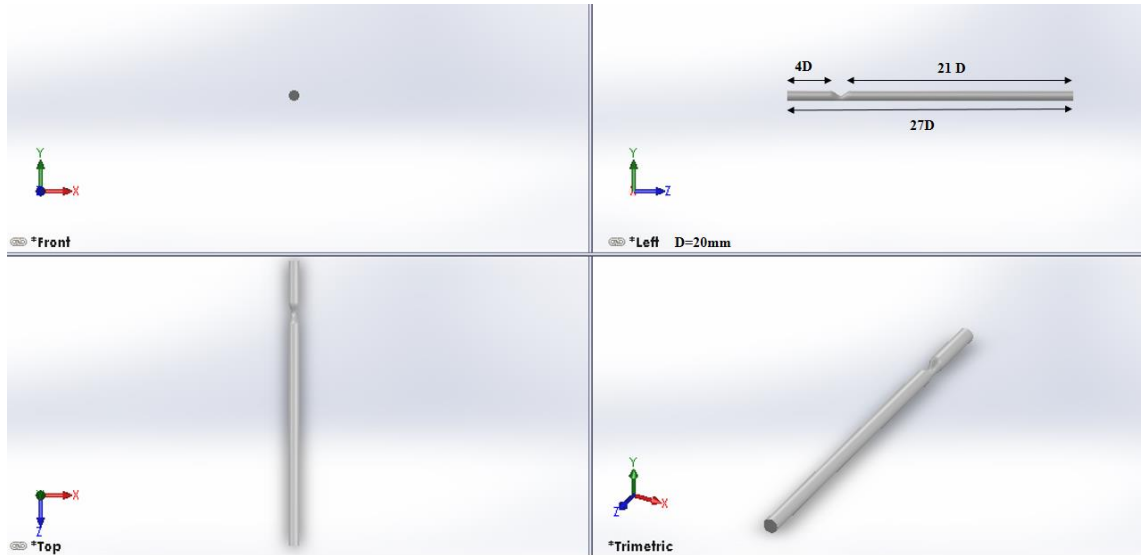 4D
21 D
27D
Y
X
*Front
Y
X
Z
*Left D=20mm
X
Z
*Top
Y
Z
X
*Trimetric